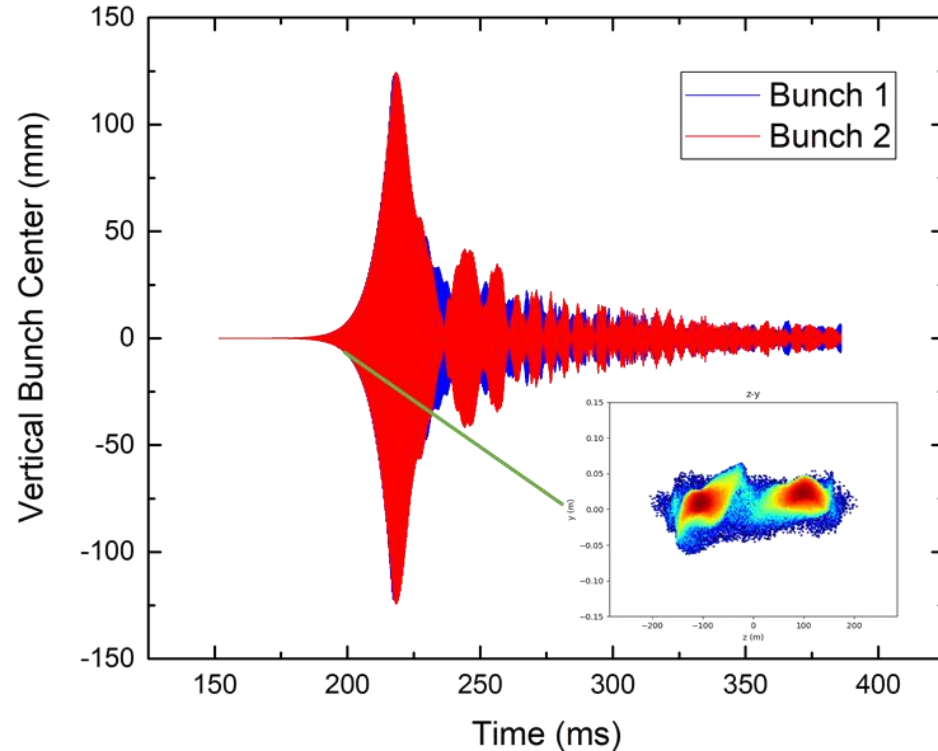 150
100
50
0
-50
-100
-150
Vertical Bunch Center (mm)
Bunch 1
Bunch 2
z-y
0.15
0.10
0.05
0.00
−0.05
−0.10
−0.15
y (m)
−200 −100 0 100 200
z (m)
150 200 250 300 350 400
Time (ms)